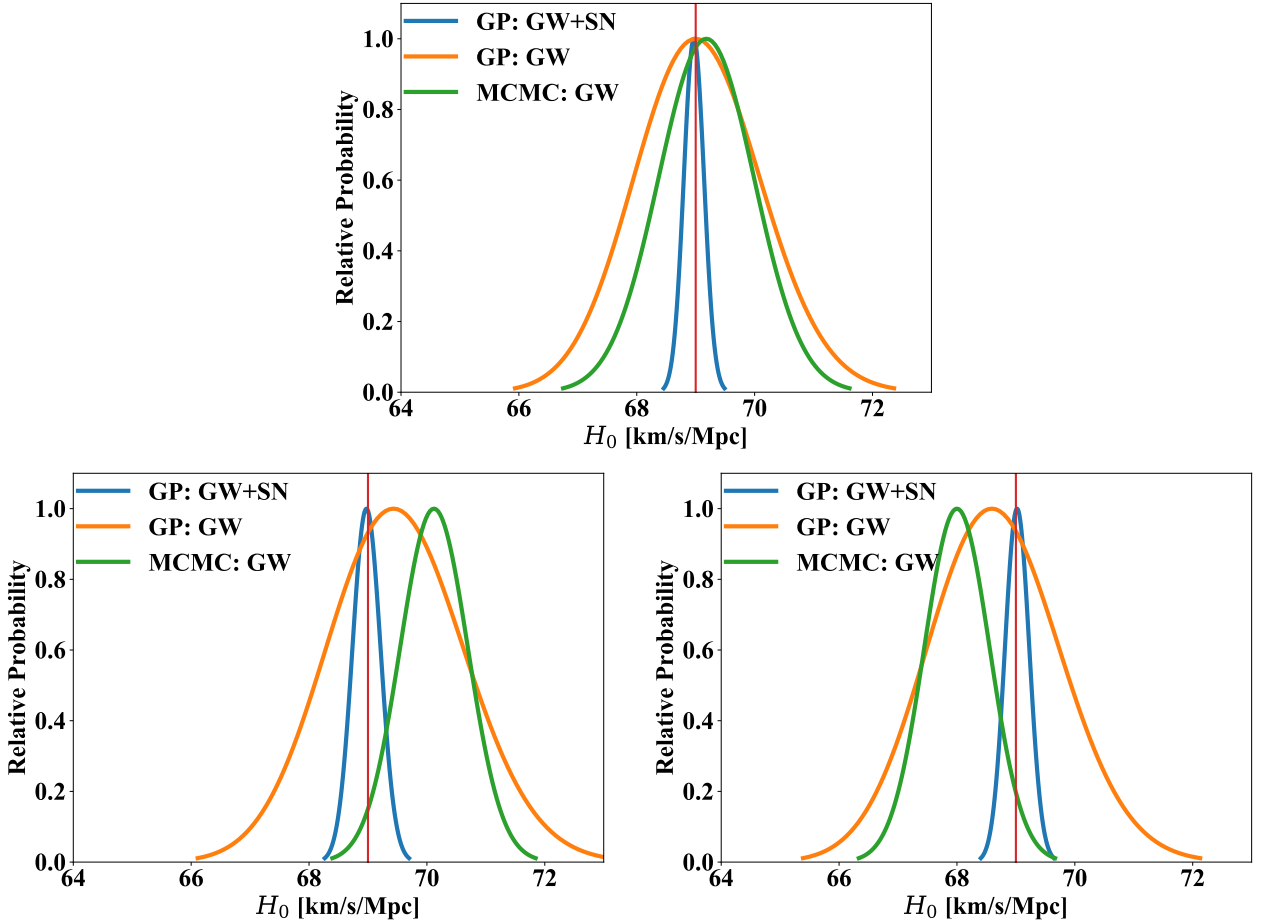 GP: GW+SN
GP: GW
MCMC: GW
Relative Probability
1.0
0.8
0.6
0.4
0.2
0.0
64 66 68 70 72
H₀ [km/s/Mpc]
GP: GW+SN
GP: GW
MCMC: GW
Relative Probability
1.0
0.8
0.6
0.4
0.2
0.0
64 66 68 70 72
H₀ [km/s/Mpc]
GP: GW+SN
GP: GW
MCMC: GW
Relative Probability
1.0
0.8
0.6
0.4
0.2
0.0
64 66 68 70 72
H₀ [km/s/Mpc]